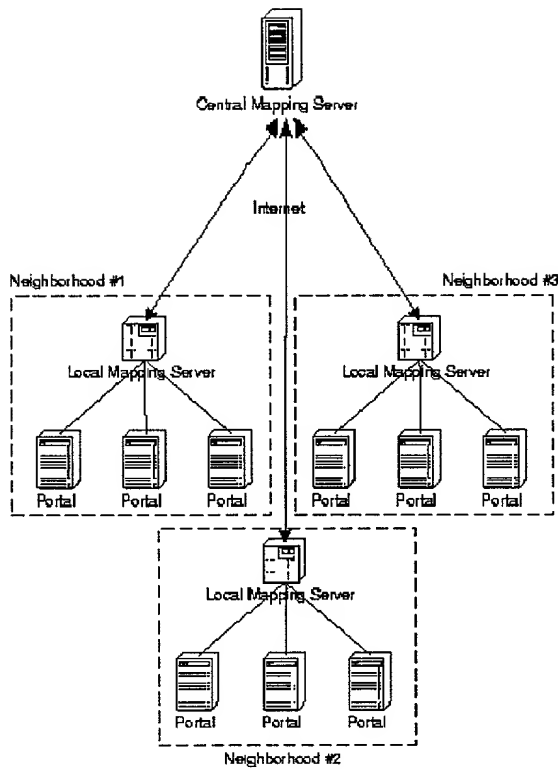 Central Mapping Server
Internet
Neighborhood #1
Neighborhood #3
Local Mapping Server
Local Mapping Server
Portal Portal Portal
Portal Portal Portal
Local Mapping Server
Portal Portal Portal
Neighborhood #2